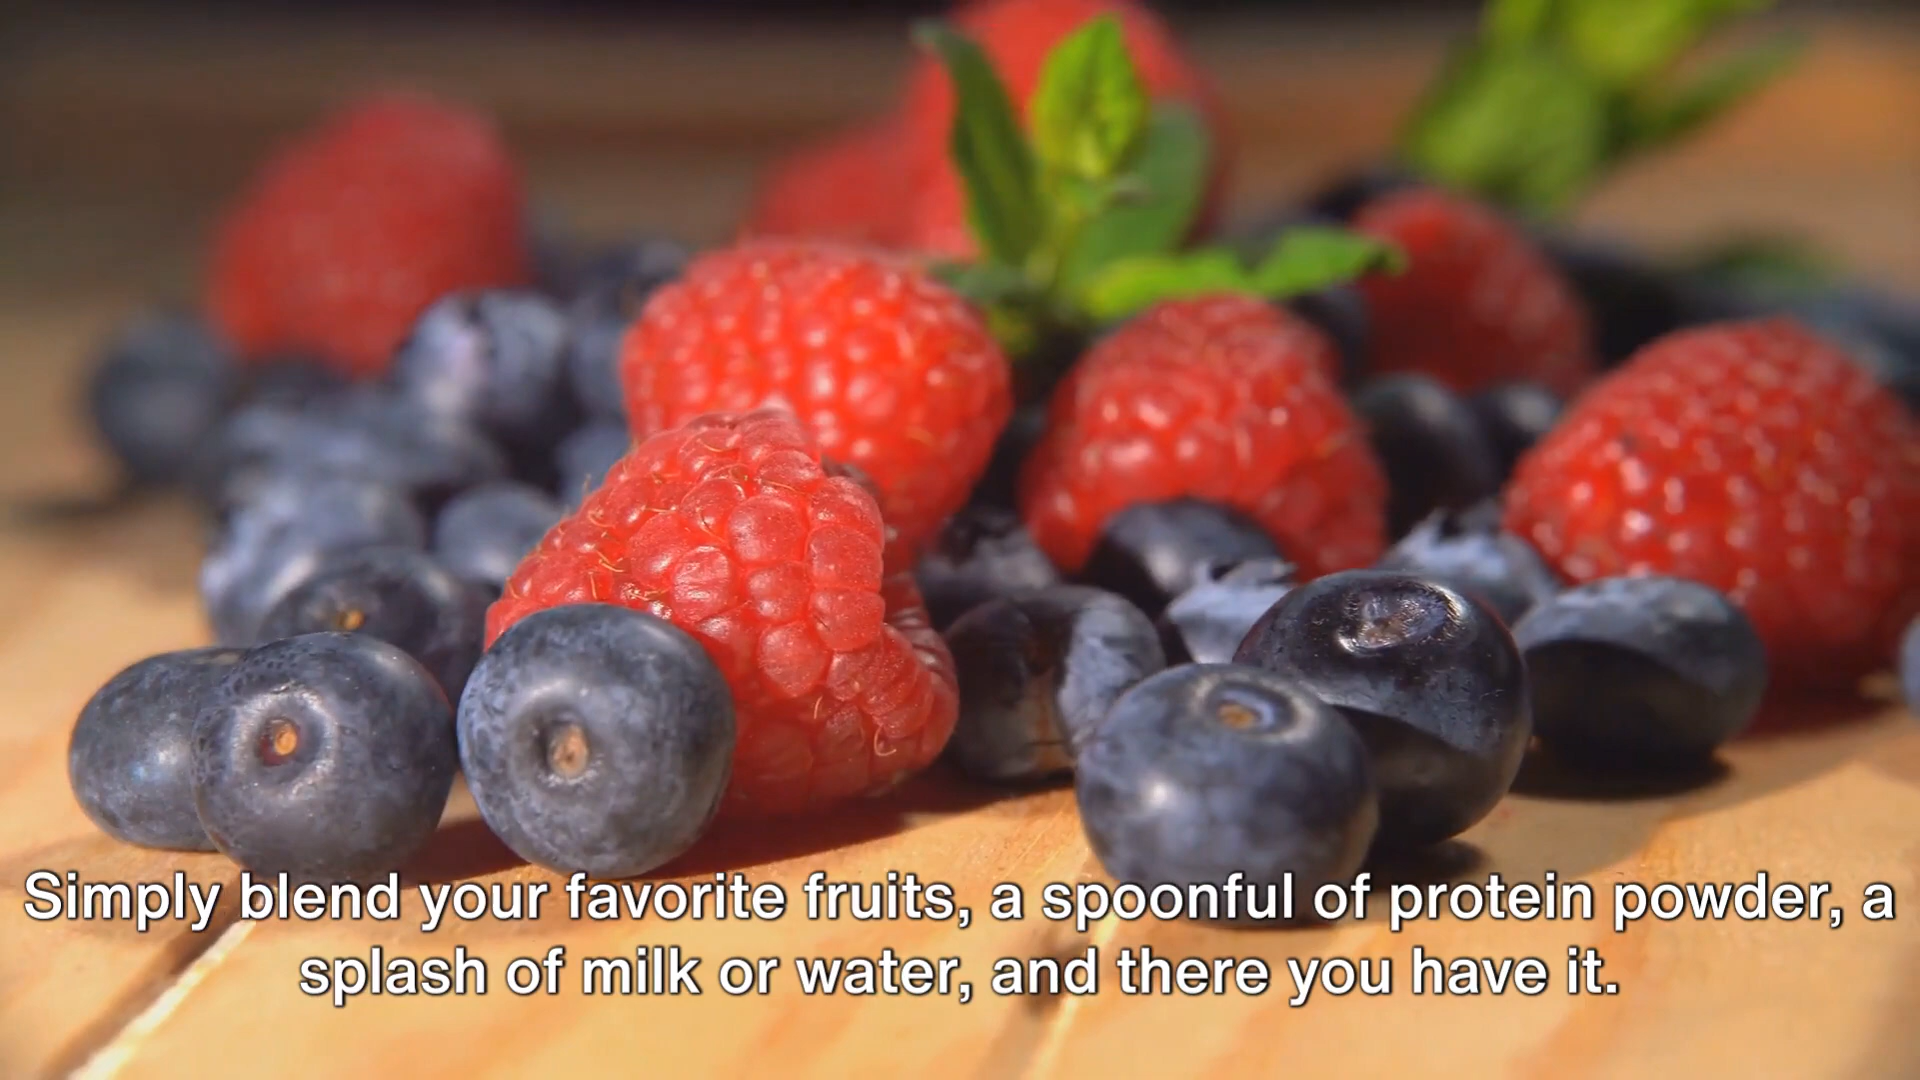 Simply blend your favorite fruits, a spoonful of protein powder, a
splash of milk or water, and there you have it.